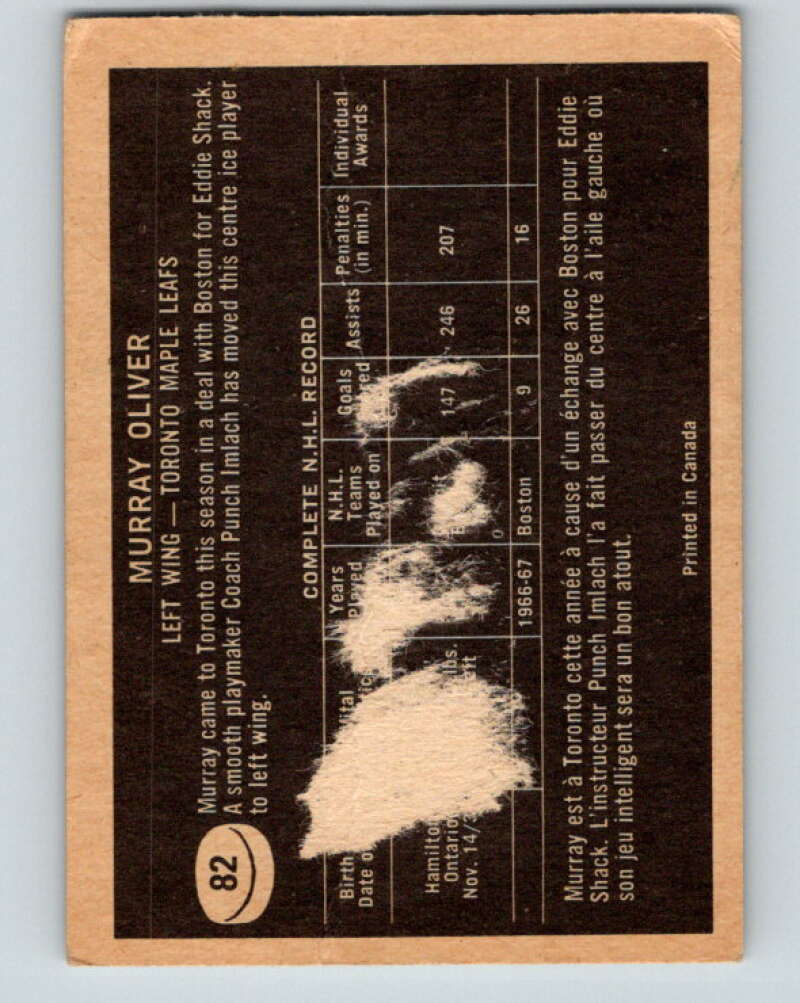 82
MURRAY OLIVER
LEFT WING — TORONTO MAPLE LEAFS
Murray came to Toronto this season in a deal with Boston for Eddie Shack.
A smooth playmaker Coach Punch Imlach has moved this centre ice player
to left wing.
COMPLETE N.H.L. RECORD
Birth Years N.H.L. Goals Assists Penalties Individual
Date Played Teams (in min.) Awards
Played on
Ontario 147 246 207
Nov. 14/
lbs.
1966-67 Boston 9 26 16
Murray est à Toronto cette année à cause d'un échange avec Boston pour Eddie
Shack. L'instructeur Punch Imlach l'a fait passer du centre à l'aile gauche où
son jeu intelligent sera un bon atout.
Printed in Canada